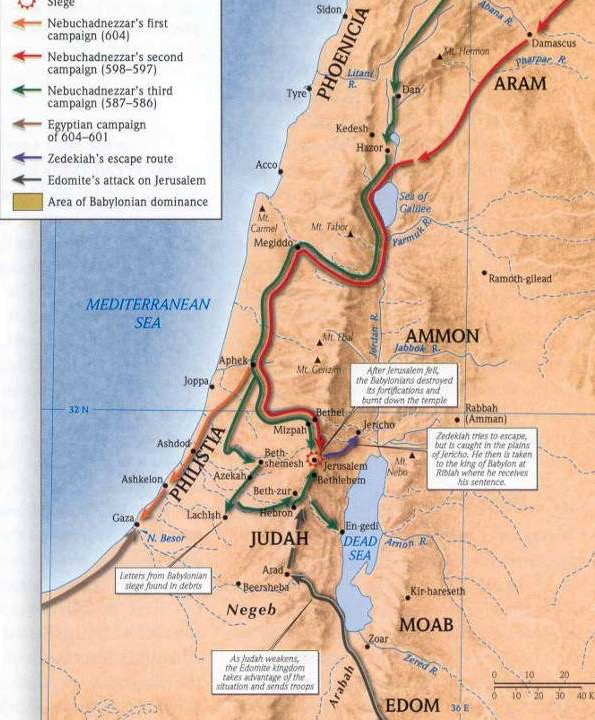 Siege
Nebuchadnezzar's first
campaign (604)
Nebuchadnezzar's second
campaign (598–597)
Nebuchadnezzar's third
campaign (587–586)
Egyptian campaign
of 604–601
Zedekiah's escape route
Edomite's attack on Jerusalem
Area of Babylonian dominance
Sidon
PHOENICIA
Abana R.
Damascus
Pharpar R.
Mt. Hermon
ARAM
Litani
R.
Tyre
Dan
Kedesh
Hazor
Acco
Sea of
Galilee
Mt.
Carmel
Mt. Tabor
Yarmuk R.
Megiddo
Ramoth-gilead
MEDITERRANEAN
SEA
Jordan R.
AMMON
Mt. Ebal
Jabbok R.
Aphek
Mt. Gerizim
After Jerusalem fell,
the Babylonians destroyed
its fortifications and
burnt down the temple
Joppa
32 N
Bethel
Rabbah
(Amman)
Mizpah
Jericho
Zedekiah tries to escape,
but is caught in the plains
of Jericho. He then is taken
to the king of Babylon at
Riblah where he receives
his sentence.
Ashdod
PHILISTIA
Beth-
shemesh
Jerusalem
Mt.
Nebo
Azekah
Bethlehem
Ashkelon
Beth-zur
Lachish
Hebron
Gaza
En-gedi
N. Besor
JUDAH
DEAD
SEA
Arnon R.
Letters from Babylonian
siege found in debris
Arad
Beersheba
Kir-hareseth
Negeb
MOAB
Zoar
As Judah weakens,
the Edomite kingdom
takes advantage of the
situation and sends troops
Zered R.
Arabah
EDOM
36 E
0 10 20
0 10 20 30 40 K